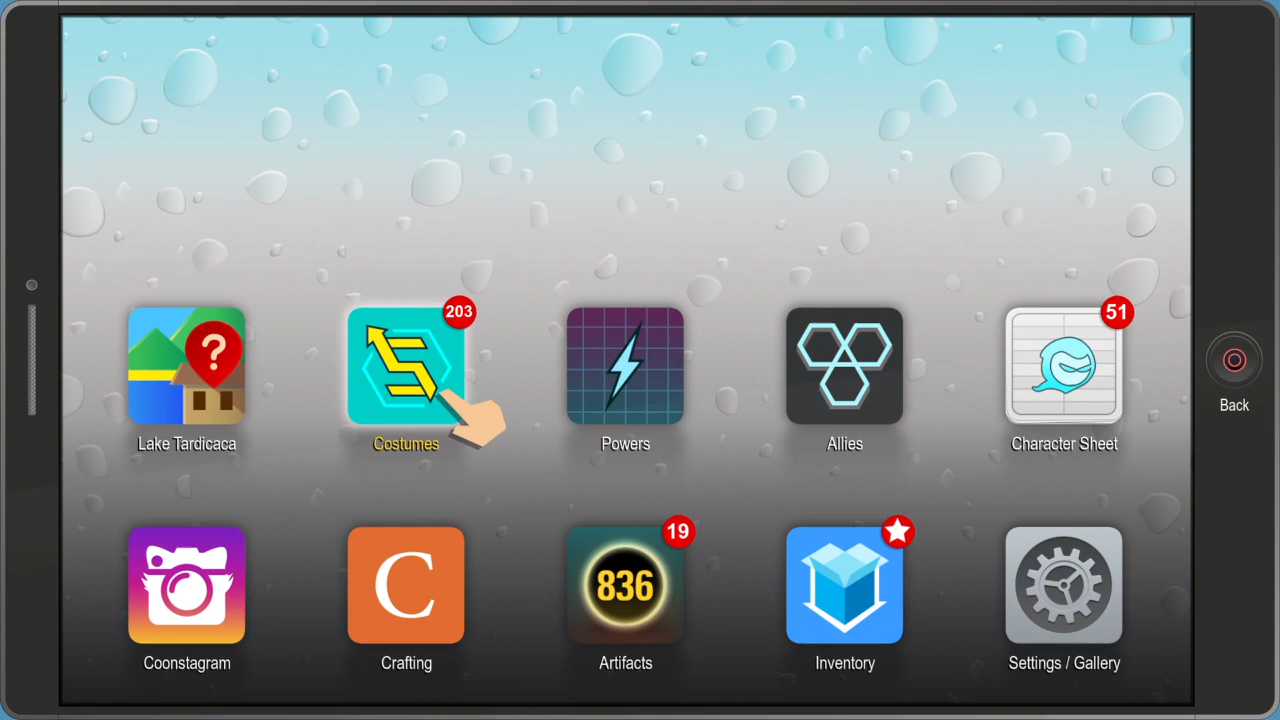 203
51
?
Lake Tardicaca
Costumes
Powers
Allies
Character Sheet
Back
19
C
836
Coonstagram
Crafting
Artifacts
Inventory
Settings / Gallery